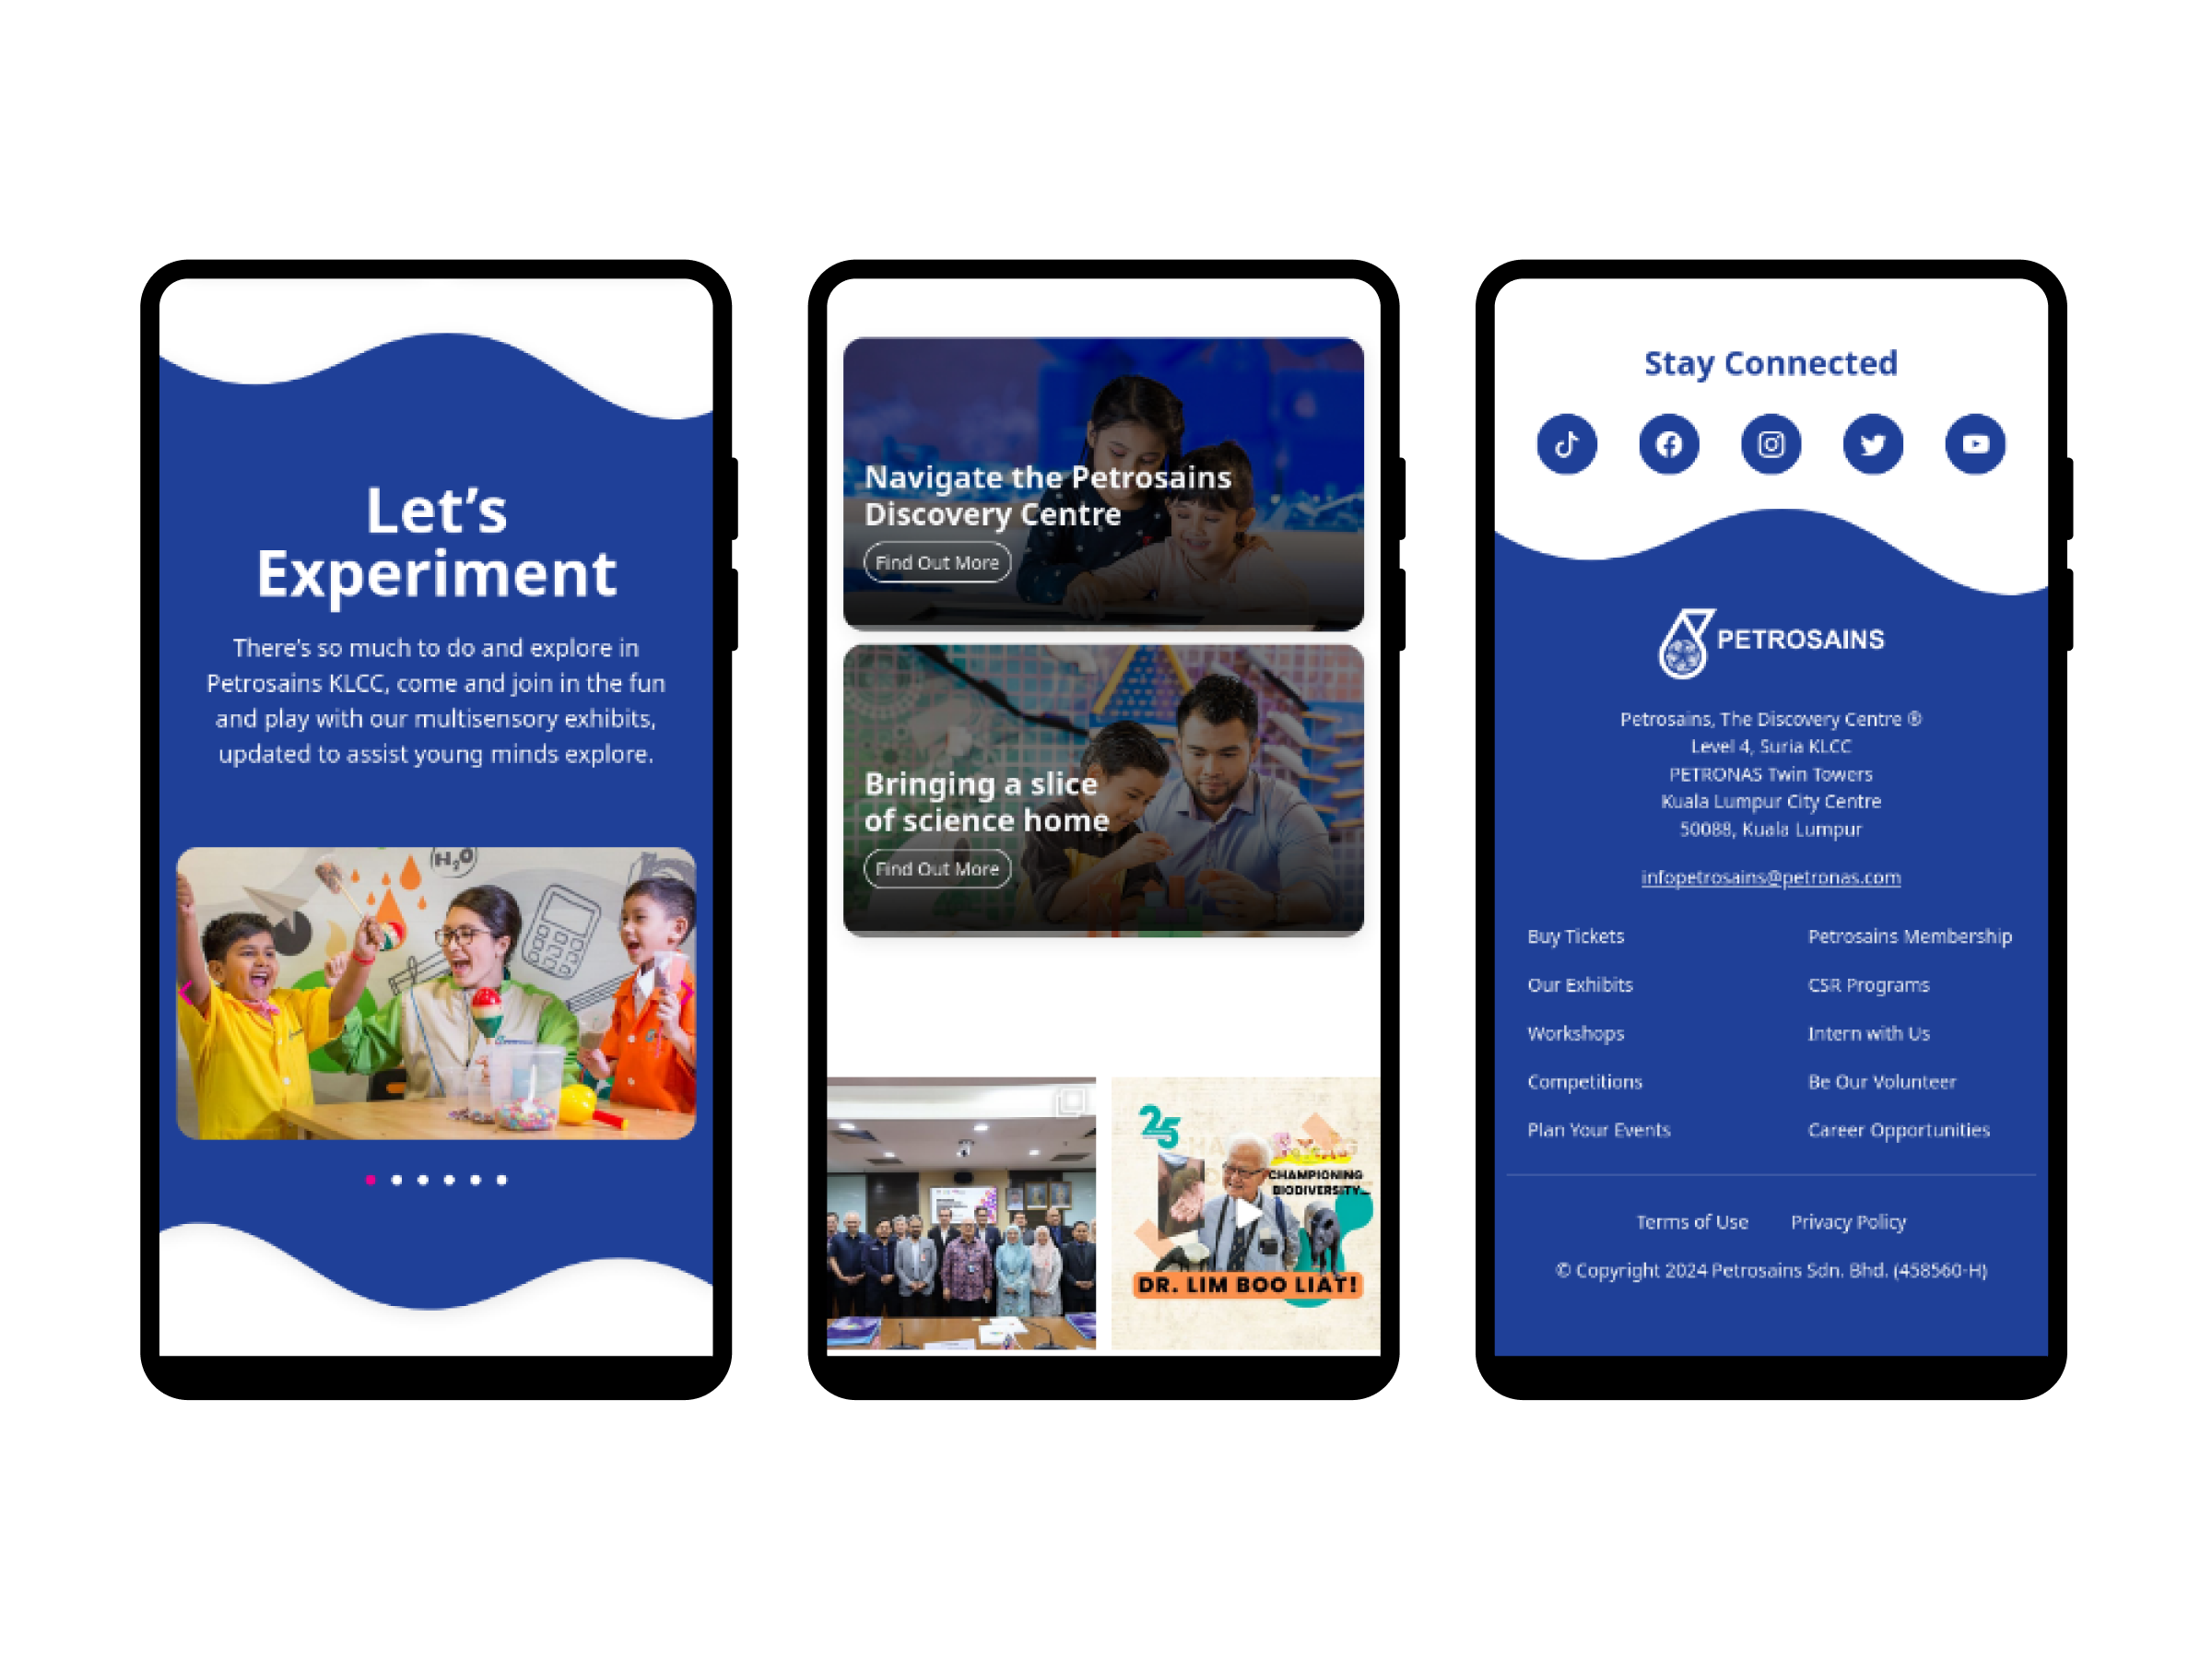 Let’s
Experiment
There’s so much to do and explore in
Petrosains KLCC, come and join in the fun
and play with our multisensory exhibits,
updated to assist young minds explore.
H₂O
Navigate the Petrosains
Discovery Centre
Find Out More
Bringing a slice
of science home
Find Out More
25
CHAMPIONING
BIODIVERSITY
DR. LIM BOO LIAT!
Stay Connected
PETROSAINS
Petrosains, The Discovery Centre ®
Level 4, Suria KLCC
PETRONAS Twin Towers
Kuala Lumpur City Centre
50088, Kuala Lumpur
infopetrosains@petronas.com
Buy Tickets
Petrosains Membership
Our Exhibits
CSR Programs
Workshops
Intern with Us
Competitions
Be Our Volunteer
Plan Your Events
Career Opportunities
Terms of Use
Privacy Policy
© Copyright 2024 Petrosains Sdn. Bhd. (458560-H)